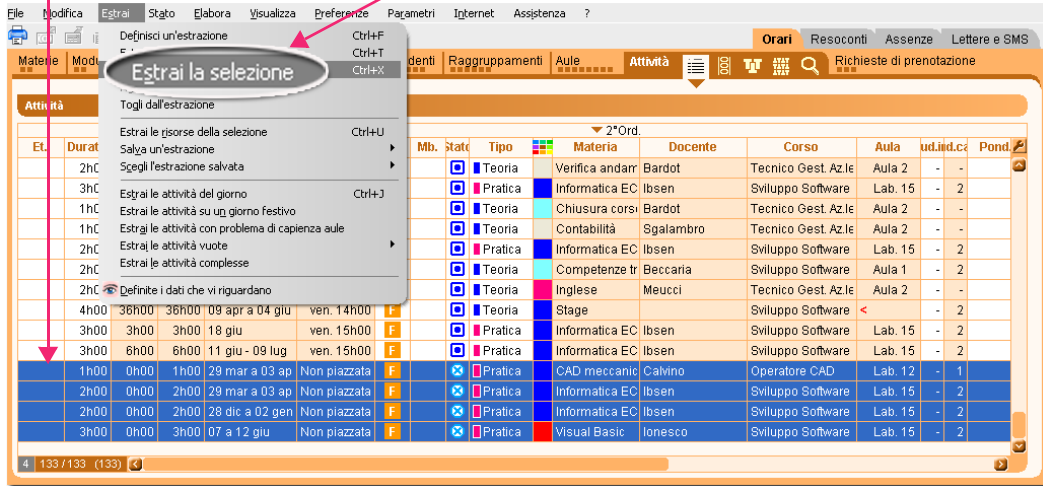 File Modifica Estrai Stato Elabora Visualizza Preferenze Parametri Internet Assistenza ?
Orari Resoconti Assenze Lettere e SMS
Materie denti Raggruppamenti Aule Attività Richieste di prenotazione
Definisci un'estrazione Ctrl+F
Ctrl+T
Estrai la selezione Ctrl+X
Togli dall'estrazione
Estrai le risorse della selezione Ctrl+U
Salva un'estrazione
Scegli l'estrazione salvata
Estrai le attività del giorno Ctrl+J
Estrai le attività su un giorno festivo
Estrai le attività con problema di capienza aule
Estrai le attività vuote
Estrai le attività complesse
Definite i dati che vi riguardano
Attività
2°Ord.
Et. Durat Mb. Stato Tipo Materia Docente Corso Aula ud.ind.ca Pond.
2h0 Teoria Verifica andam Bardot Tecnico Gest. Az.le Aula 2 - -
3h0 Pratica Informatica EC Ibsen Sviluppo Software Lab. 15 - 2
1h0 Teoria Chiusura corsi Bardot Tecnico Gest. Az.le Aula 2 - -
1h0 Teoria Contabilità Sgalambro Tecnico Gest. Az.le Aula 2 - -
2h0 Pratica Informatica EC Ibsen Sviluppo Software Lab. 15 - 2
2h0 Teoria Competenze tr Beccaria Sviluppo Software Aula 1 - 2
2h0 Teoria Inglese Meucci Tecnico Gest. Az.le Aula 2 - -
4h00 36h00 36h00 09 apr a 04 giu ven. 14h00 F Teoria Stage Sviluppo Software < - 2
3h00 3h00 3h00 18 giu ven. 15h00 F Pratica Informatica EC Ibsen Sviluppo Software Lab. 15 - 2
3h00 6h00 6h00 11 giu - 09 lug ven. 15h00 F Pratica Informatica EC Ibsen Sviluppo Software Lab. 15 - 2
1h00 0h00 1h00 29 mar a 03 ap Non piazzata F Pratica CAD meccanic Calvino Operatore CAD Lab. 12 - 1
2h00 0h00 2h00 29 mar a 03 ap Non piazzata F Pratica Informatica EC Ibsen Sviluppo Software Lab. 15 - 2
2h00 0h00 2h00 28 dic a 02 gen Non piazzata F Pratica Informatica EC Ibsen Sviluppo Software Lab. 15 - 2
3h00 0h00 3h00 07 a 12 giu Non piazzata F Pratica Visual Basic Ionesco Sviluppo Software Lab. 15 - 2
4 133 / 133 (133)